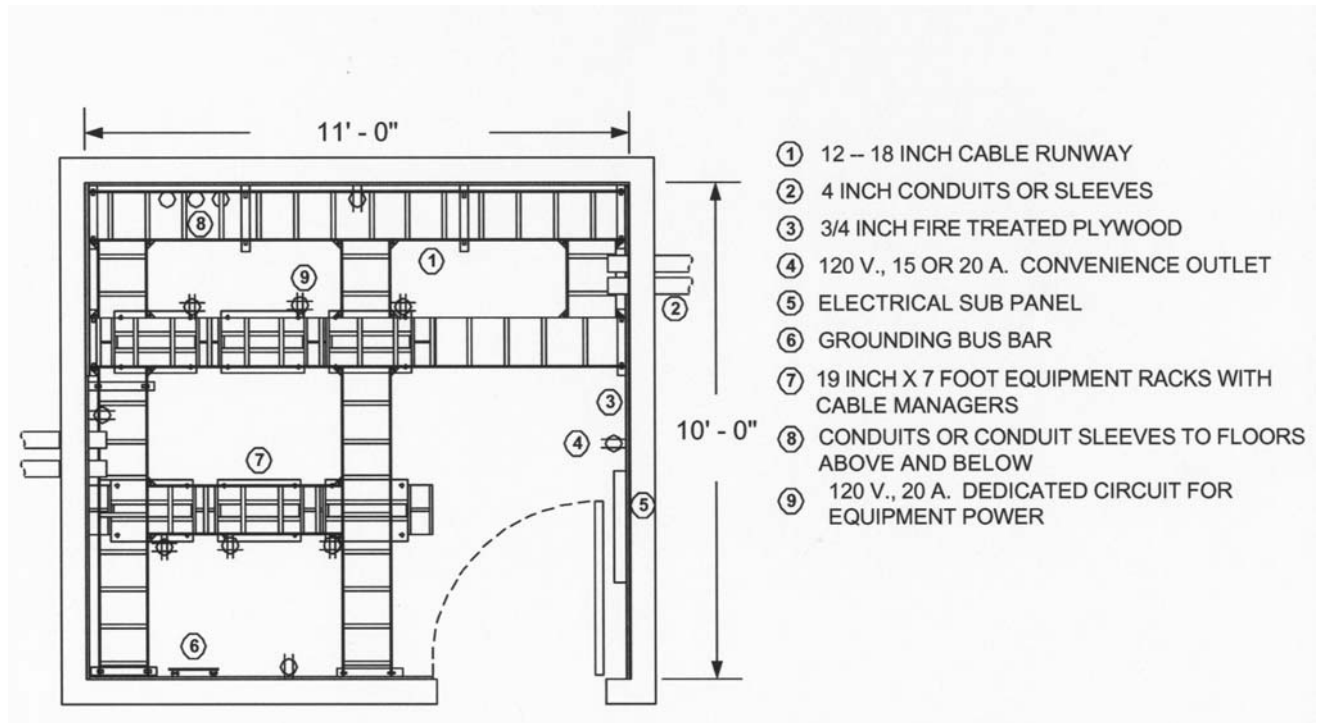 11' - 0"
10' - 0"
8
1
9
2
3
4
7
5
6
1 12 -- 18 INCH CABLE RUNWAY
2 4 INCH CONDUITS OR SLEEVES
3 3/4 INCH FIRE TREATED PLYWOOD
4 120 V., 15 OR 20 A. CONVENIENCE OUTLET
5 ELECTRICAL SUB PANEL
6 GROUNDING BUS BAR
7 19 INCH X 7 FOOT EQUIPMENT RACKS WITH
CABLE MANAGERS
8 CONDUITS OR CONDUIT SLEEVES TO FLOORS
ABOVE AND BELOW
9 120 V., 20 A. DEDICATED CIRCUIT FOR
EQUIPMENT POWER